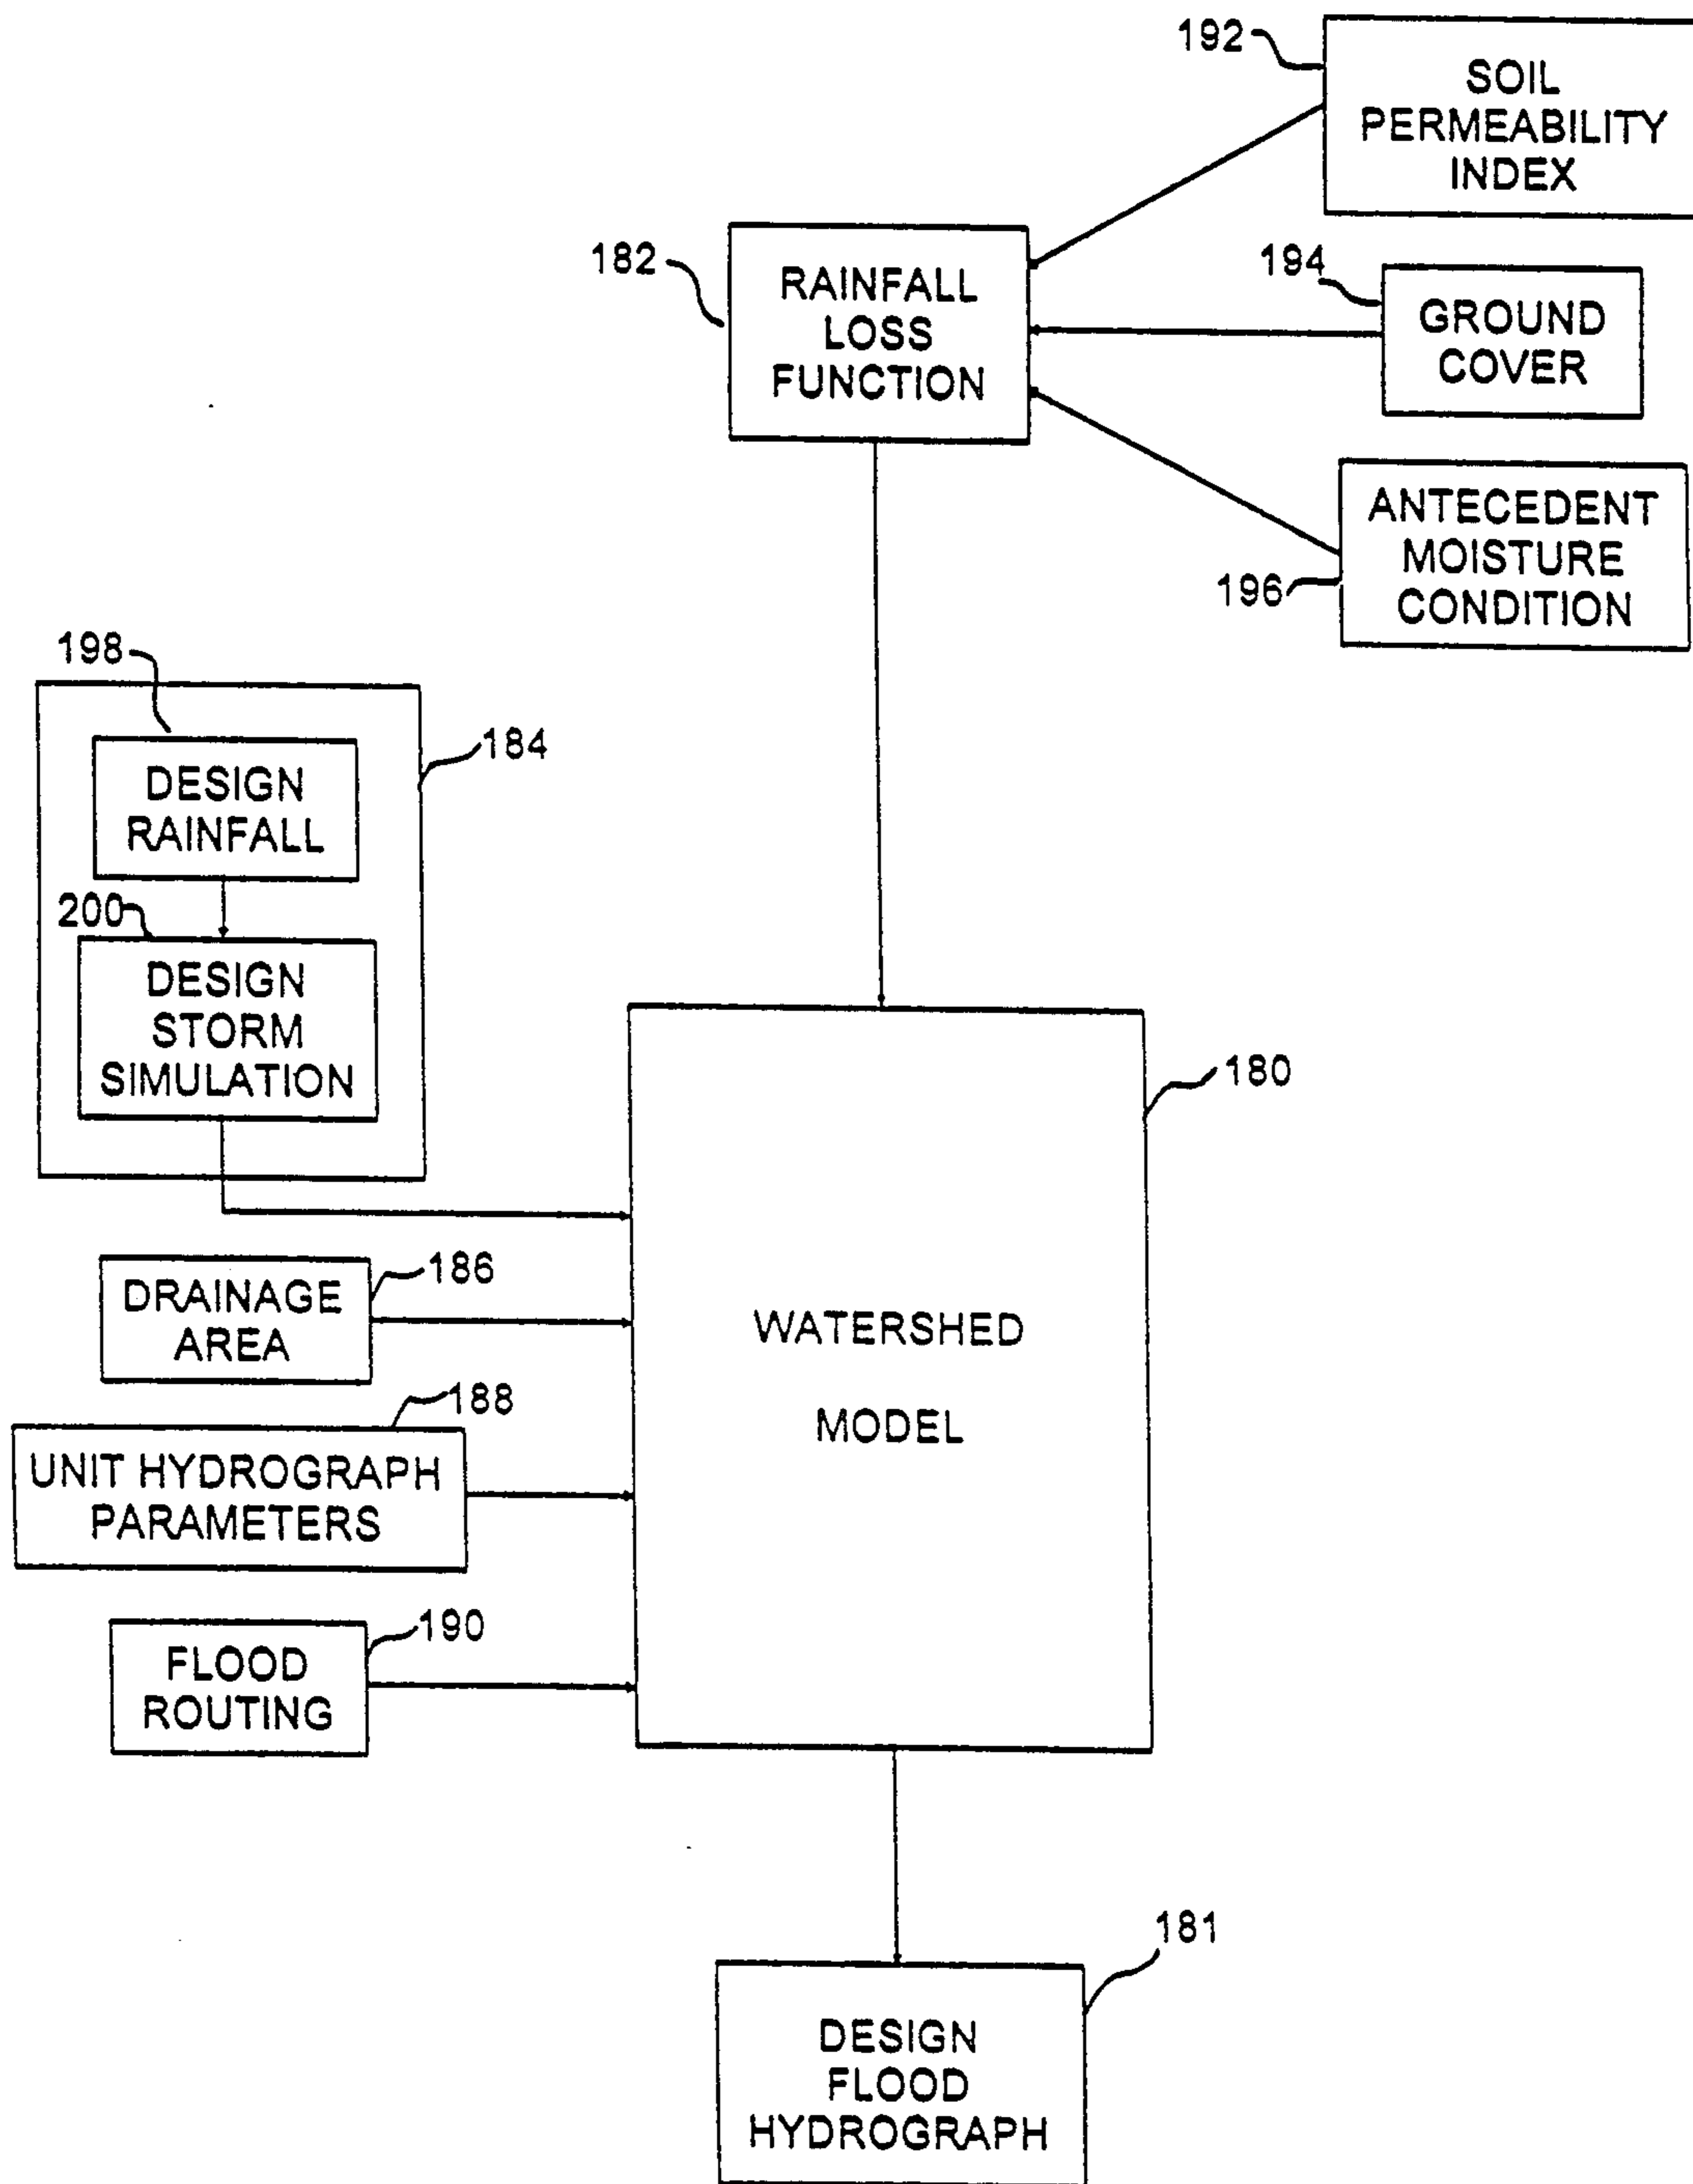 192
SOIL
PERMEABILITY
INDEX
182
RAINFALL
LOSS
FUNCTION
194
GROUND
COVER
196
ANTECEDENT
MOISTURE
CONDITION
198
184
DESIGN
RAINFALL
200
DESIGN
STORM
SIMULATION
180
WATERSHED
MODEL
186
DRAINAGE
AREA
188
UNIT HYDROGRAPH
PARAMETERS
190
FLOOD
ROUTING
181
DESIGN
FLOOD
HYDROGRAPH